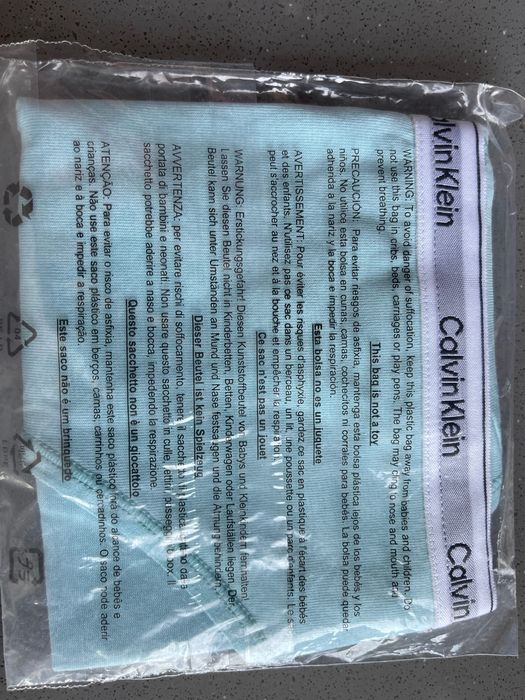 Calvin Klein
Calvin Klein
Calvin
WARNING: To avoid danger of suffocation, keep this plastic bag away from babies and children. Do
not use this bag in cribs, beds, carriages or play pens. The bag may cling to nose and mouth and
prevent breathing.
This bag is not a toy
PRECAUCION: Para evitar riesgos de asfixia, mantenga esta bolsa plástica lejos de los bebés y los
niños. No utilice esta bolsa en cunas, camas, cochecitos ni corrales para bebés. La bolsa puede quedar
adherida a la nariz y la boca e impedir la respiracion.
Esta bolsa no es un juguete
AVERTISSEMENT: Pour éviter les risques d'asphyxie, gardez ce sac en plastique à l'écart des bébés
et des enfants. N'utilisez pas ce sac dans un berceau, un lit, une poussette ou un parc d'enfants. Le s
peut s'accrocher au nez et à la bouche et empêcher la respiration
Ce sac n'est pas un jouet
WARNUNG: Erstickungsgefahr! Diesen Kunststoffbeutel von Babys und Kleinkindern fernhalten!
Lassen Sie diesen Beutel nicht in Kinderbetten, Betten, Kinderwagen oder Laufställen liegen. Der
Beutel kann sich unter Umständen an Mund und Nase festsaugen und die Atmung behindern.
Dieser Beutel ist kein Spielzeug
AVVERTENZA: per evitare rischi di soffocamento, tenere il sacchetto di plastica
portata di bambini e neonati. Non usare questo sacchetto in culle, lettini, box. Il
sacchetto potrebbe aderire a naso e bocca, impedendo la respirazione.
Questo sacchetto non è un giocattolo
ATENÇÃO: Para evitar o risco de asfixia, mantenha este saco plástico fora do alcance de bebês e
crianças. Não use este saco plástico em berços, camas, carrinhos ou cercadinhos. O saco pode aderir
ao nariz e à boca e impedir a respiração.
Este saco não é um brinquedo
04